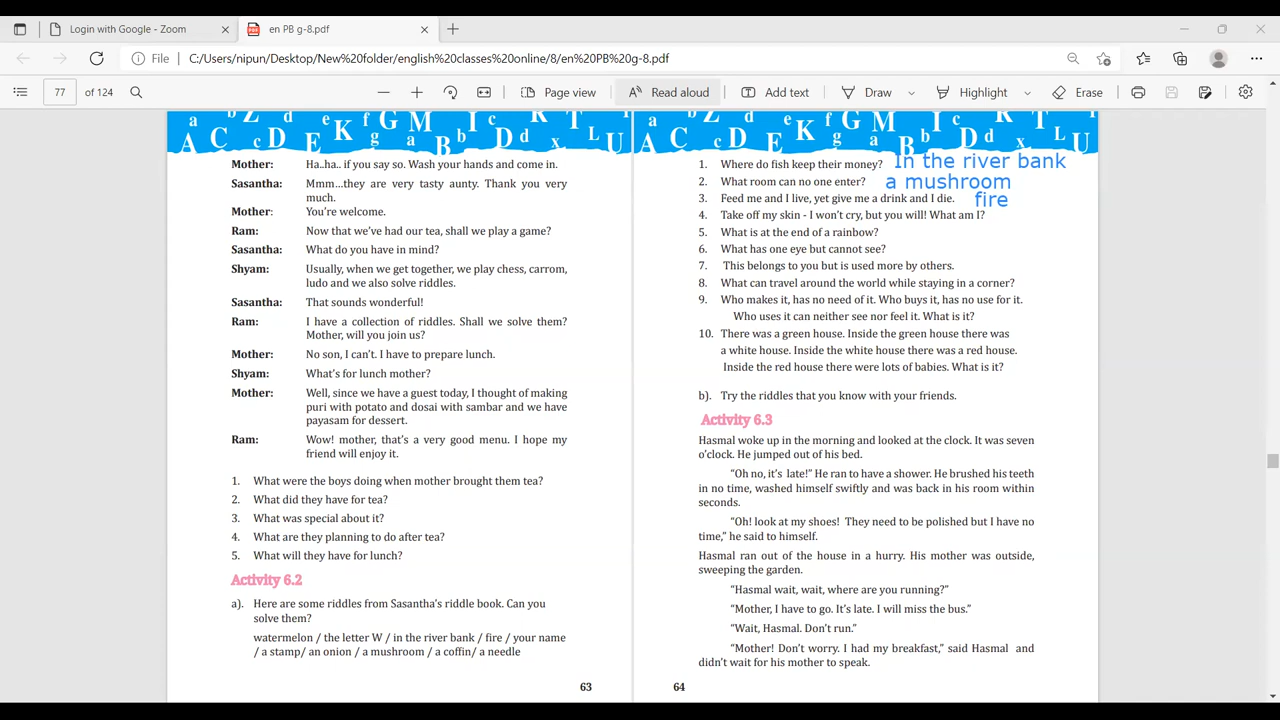 Login with Google - Zoom
en PB g-8.pdf
File
C:/Users/nipun/Desktop/New%20folder/english%20classes%20online/8/en%20PB%20g-8.pdf
77 of 124
Page view
Read aloud
Add text
Draw
Highlight
Erase
Mother: Ha..ha.. if you say so. Wash your hands and come in.
Sasantha: Mmm...they are very tasty aunty. Thank you very
much.
Mother: You're welcome.
Ram: Now that we've had our tea, shall we play a game?
Sasantha: What do you have in mind?
Shyam: Usually, when we get together, we play chess, carrom,
ludo and we also solve riddles.
Sasantha: That sounds wonderful!
Ram: I have a collection of riddles. Shall we solve them?
Mother, will you join us?
Mother: No son, I can't. I have to prepare lunch.
Shyam: What's for lunch mother?
Mother: Well, since we have a guest today, I thought of making
puri with potato and dosai with sambar and we have
payasam for dessert.
Ram: Wow! mother, that's a very good menu. I hope my
friend will enjoy it.
1. What were the boys doing when mother brought them tea?
2. What did they have for tea?
3. What was special about it?
4. What are they planning to do after tea?
5. What will they have for lunch?
Activity 6.2
a). Here are some riddles from Sasantha's riddle book. Can you
solve them?
watermelon / the letter W / in the river bank / fire / your name
/ a stamp/ an onion / a mushroom / a coffin/ a needle
63
1. Where do fish keep their money? In the river bank
2. What room can no one enter? a mushroom
3. Feed me and I live, yet give me a drink and I die. fire
4. Take off my skin - I won't cry, but you will! What am I?
5. What is at the end of a rainbow?
6. What has one eye but cannot see?
7. This belongs to you but is used more by others.
8. What can travel around the world while staying in a corner?
9. Who makes it, has no need of it. Who buys it, has no use for it.
Who uses it can neither see nor feel it. What is it?
10. There was a green house. Inside the green house there was
a white house. Inside the white house there was a red house.
Inside the red house there were lots of babies. What is it?
b). Try the riddles that you know with your friends.
Activity 6.3
Hasmal woke up in the morning and looked at the clock. It was seven
o'clock. He jumped out of his bed.
"Oh no, it's late!" He ran to have a shower. He brushed his teeth
in no time, washed himself swiftly and was back in his room within
seconds.
"Oh! look at my shoes! They need to be polished but I have no
time," he said to himself.
Hasmal ran out of the house in a hurry. His mother was outside,
sweeping the garden.
"Hasmal wait, wait, where are you running?"
"Mother, I have to go. It's late. I will miss the bus."
"Wait, Hasmal. Don't run."
"Mother! Don't worry. I had my breakfast," said Hasmal and
didn't wait for his mother to speak.
64